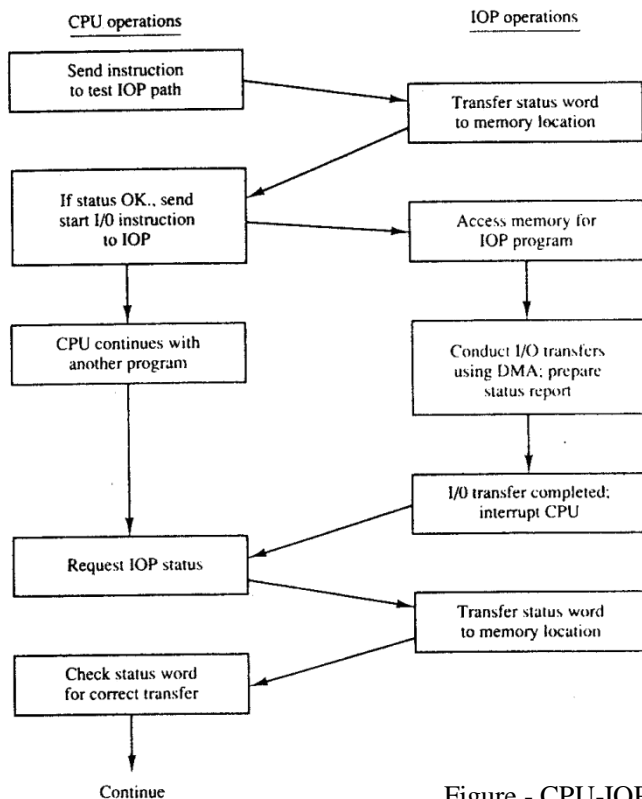 CPU operations
IOP operations
Send instruction
to test IOP path
Transfer status word
to memory location
If status OK., send
start I/0 instruction
to IOP
Access memory for
IOP program
CPU continues with
another program
Conduct I/O transfers
using DMA; prepare
status report
I/0 transfer completed;
interrupt CPU
Request IOP status
Transfer status word
to memory location
Check status word
for correct transfer
Continue
Figure - CPU-IOP